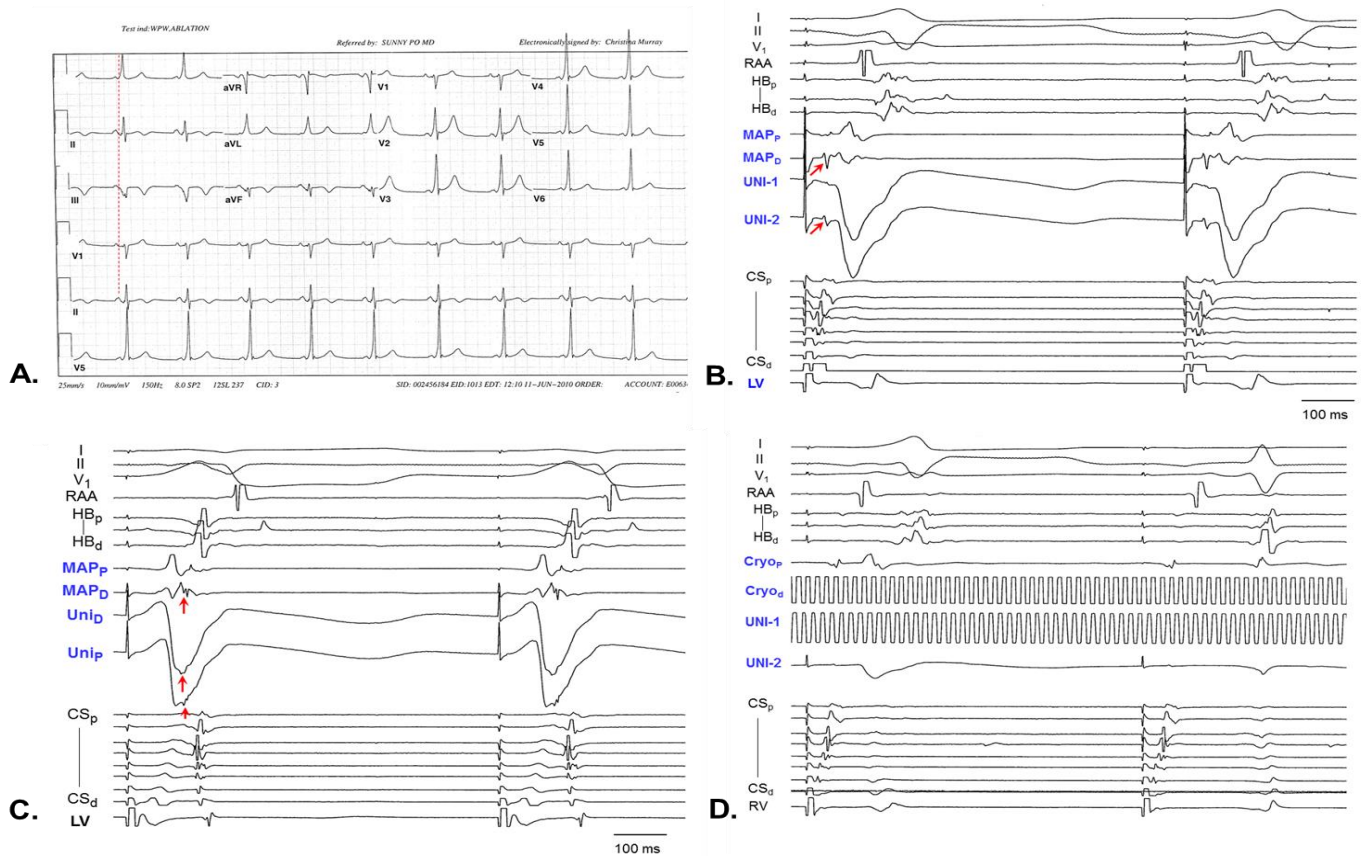 Test ind:WPW,ABLATION
Referred by: SUNNY PO MD
Electronically signed by: Christina Murray
aVR
V1
V4
II
aVL
V2
V5
III
aVF
V3
V6
V1
II
V5
25mm/s 10mm/mV 150Hz 8.0 SP2 12SL 237 CID: 3 SID: 002456184 EID:1013 EDT: 12:10 11-JUN-2010 ORDER: ACCOUNT: E0063
A.
I
II
V1
RAA
HBp
HBd
MAPP
MAPD
UNI-1
UNI-2
CSp
CSd
LV
B.
100 ms
I
II
V1
RAA
HBp
HBd
MAPP
MAPD
UniD
UniP
CSp
CSd
LV
C.
100 ms
I
II
V1
RAA
HBp
HBd
CryoP
Cryod
UNI-1
UNI-2
CSp
CSd
RV
D.